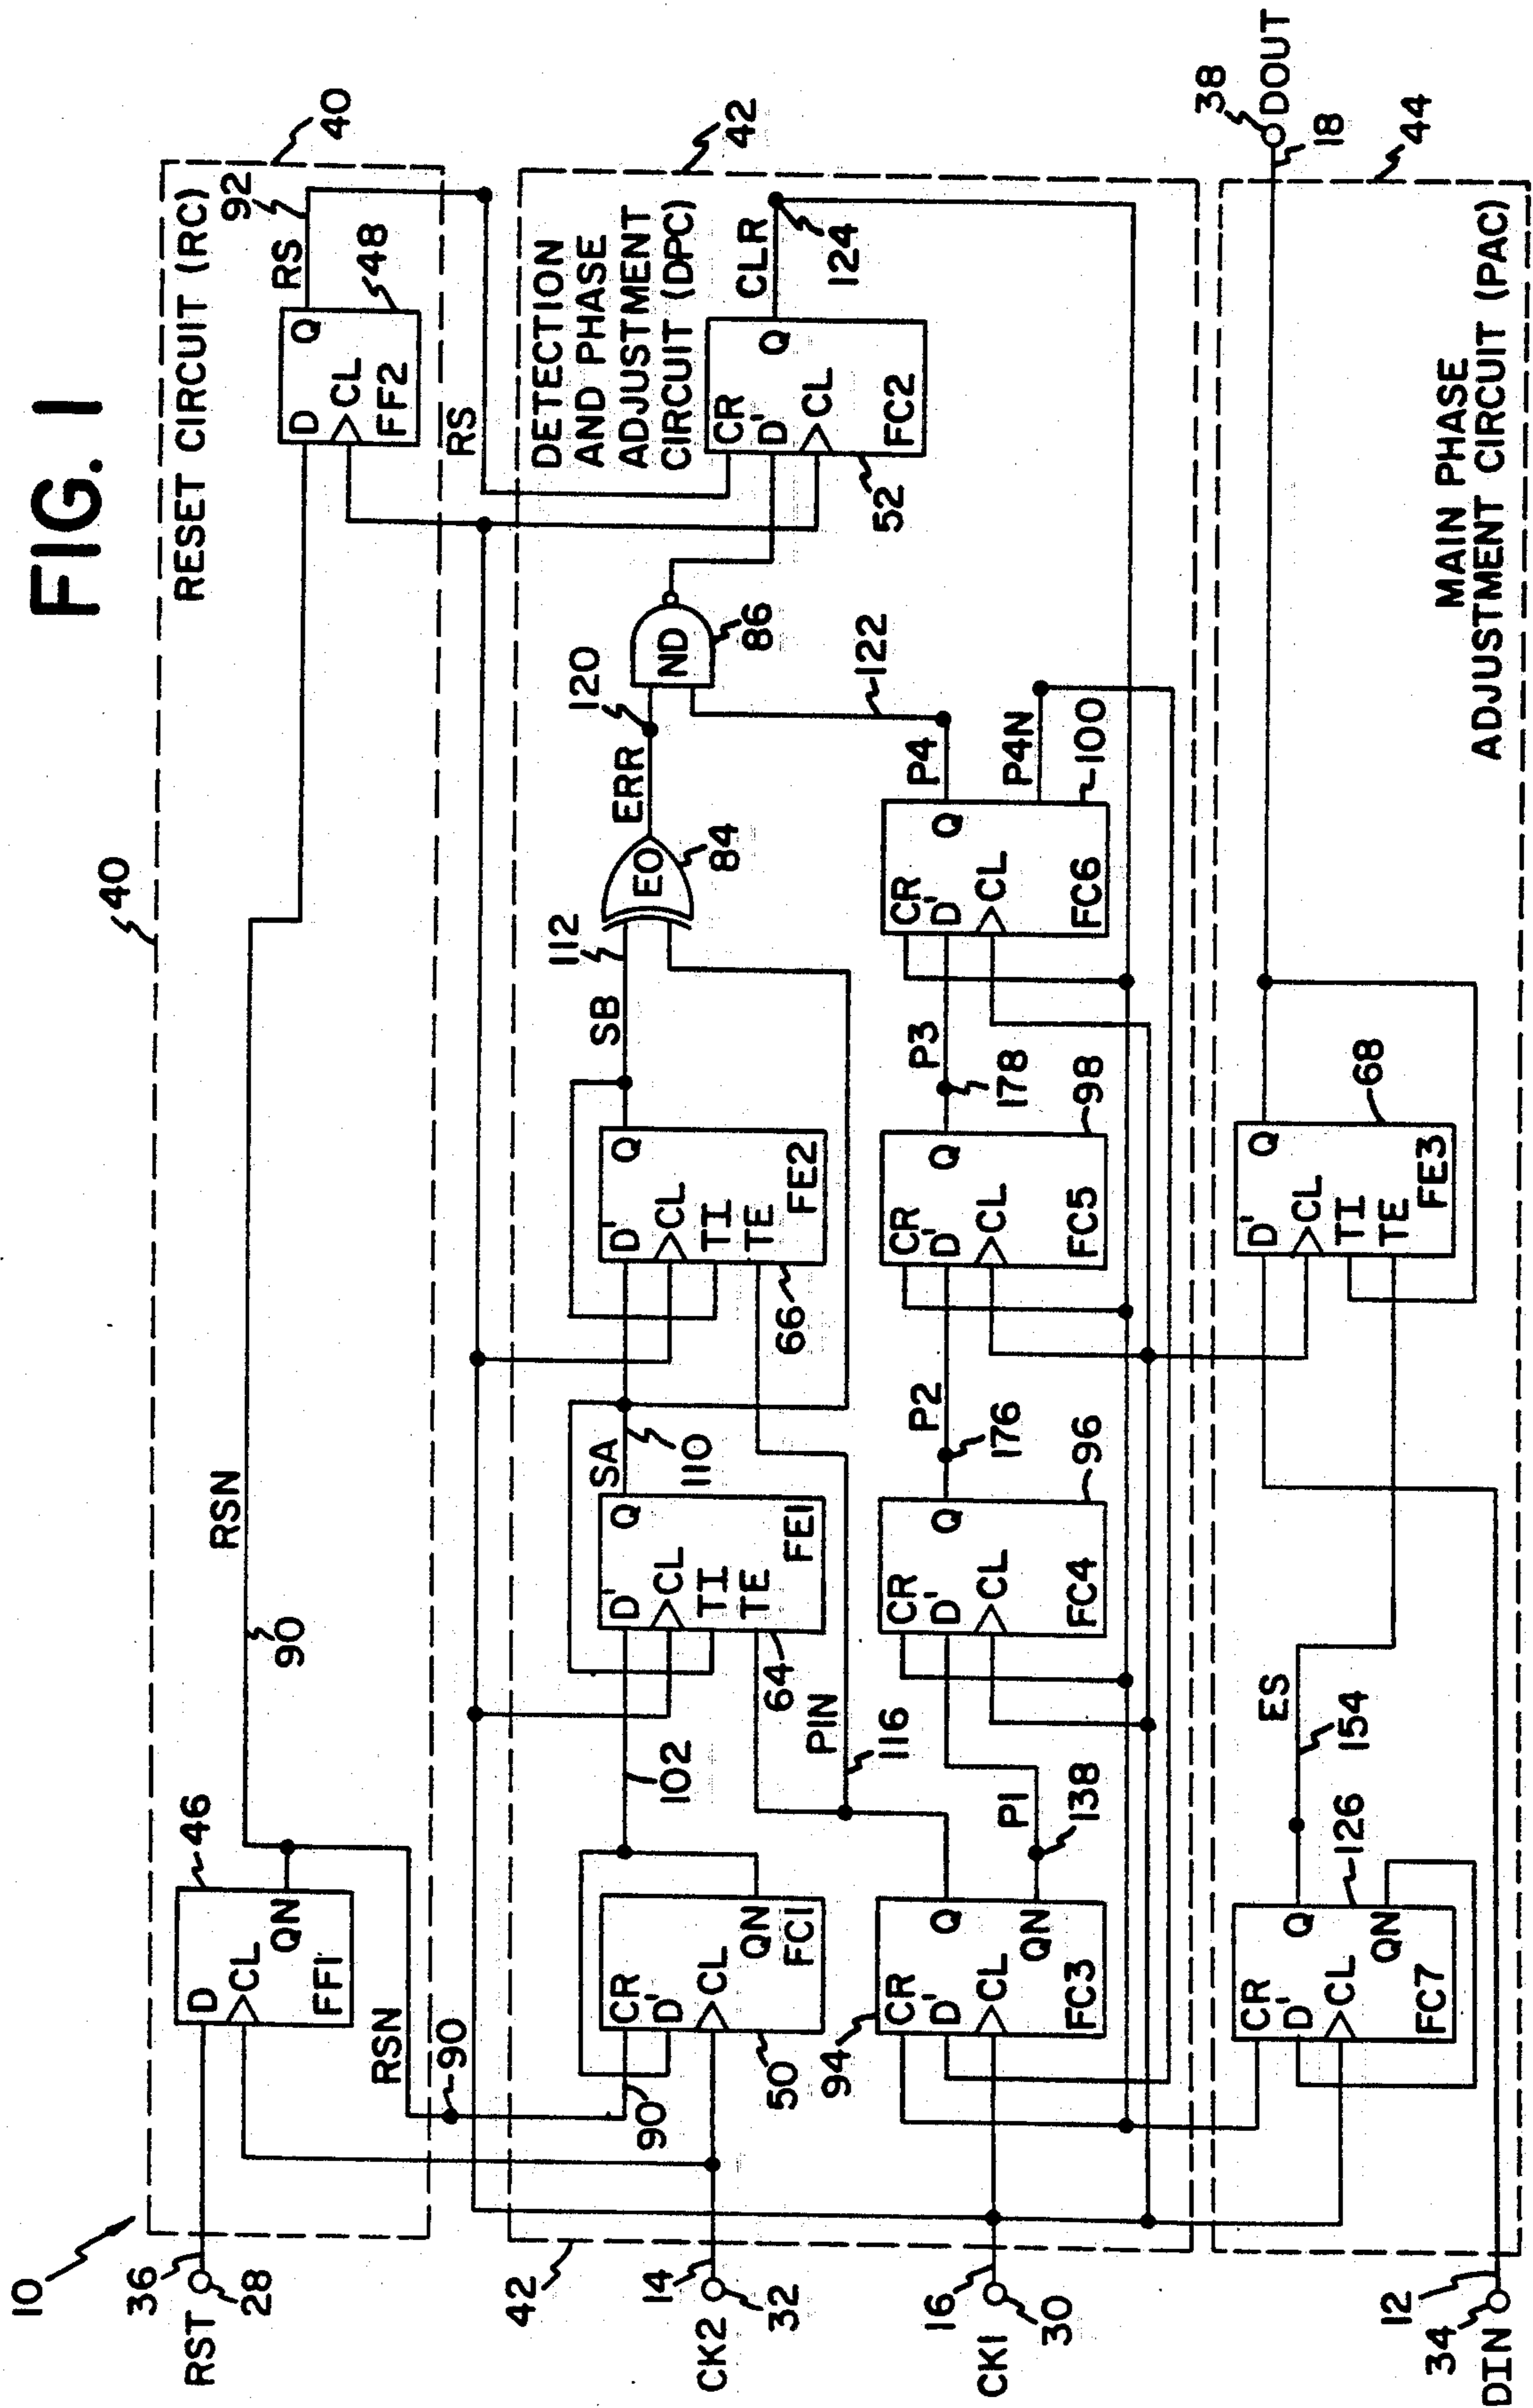 FIG. 1
10
40
RESET CIRCUIT (RC)
40
36
RST
28
D
CL
QN
FF1
46
RSN
90
RSN
90
D
CL
Q
FF2
48
RS
92
RS
42
DETECTION
AND PHASE
ADJUSTMENT
CIRCUIT (DPC)
42
14
CK2
32
90
CR
D'
CL
QN
FC1
50
102
D'
CL
TI
TE
Q
FE1
64
SA
110
PIN
116
D'
CL
TI
TE
Q
FE2
66
SB
112
EO
84
ERR
120
ND
86
122
CR
D'
CL
Q
FC2
52
CLR
124
16
CK1
30
94
CR
D'
CL
Q
QN
FC3
P1
138
CR
D'
CL
Q
FC4
96
P2
176
CR
D'
CL
Q
FC5
98
P3
178
CR
D'
CL
Q
FC6
100
P4
P4N
CR
D'
CL
Q
QN
FC7
126
ES
154
D'
CL
TI
TE
Q
FE3
68
MAIN PHASE
ADJUSTMENT CIRCUIT (PAC)
44
38
DOUT
18
12
34
DIN